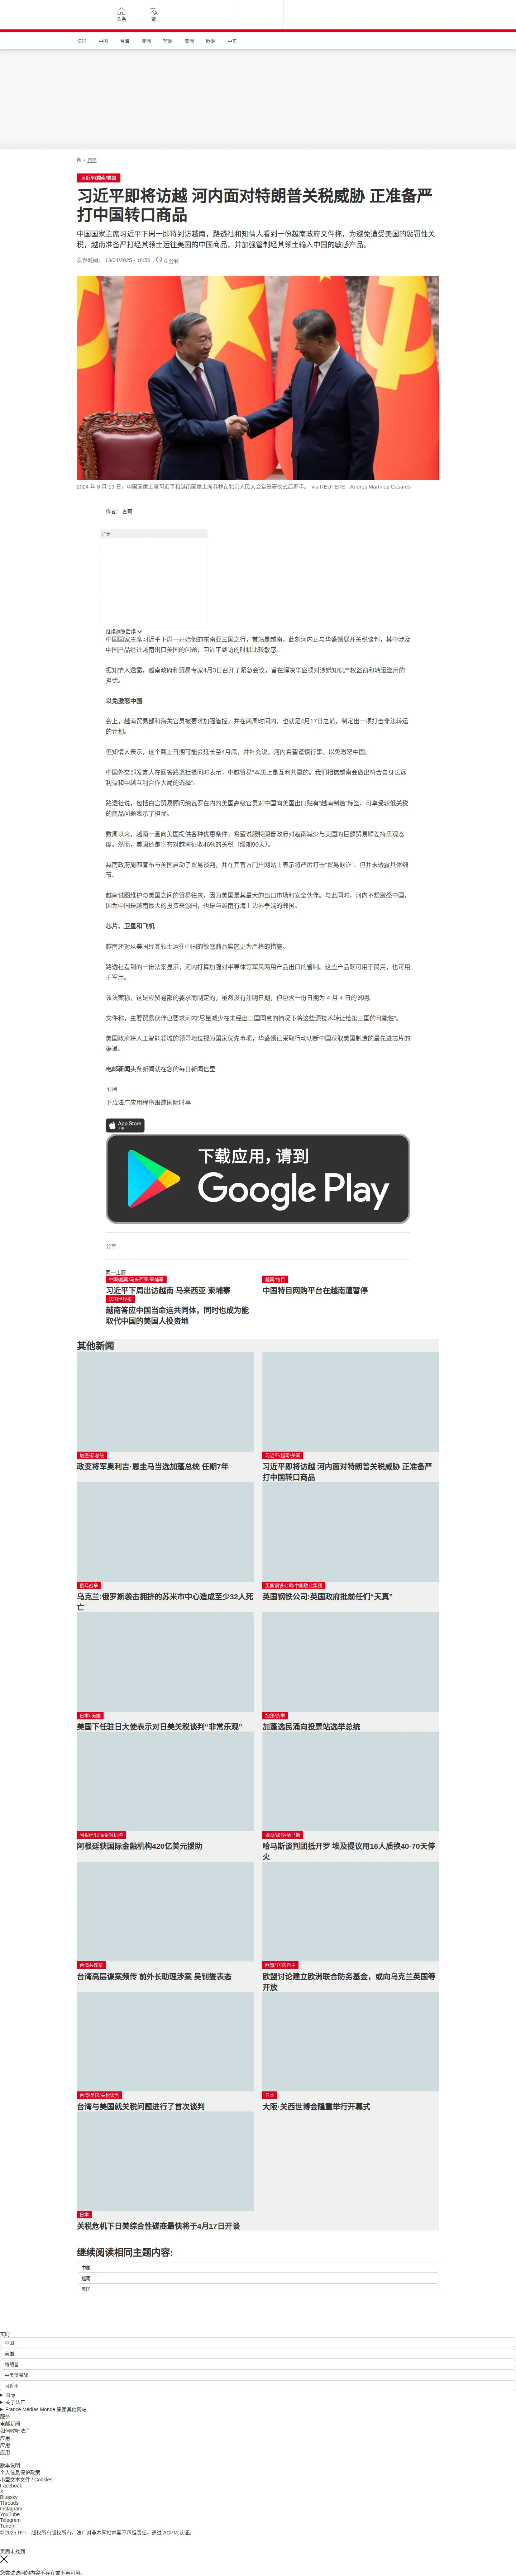 头条
繁
法国
中国
台海
亚洲
非洲
美洲
欧洲
中东
/ 国际
习近平/越南/美国
习近平即将访越 河内面对特朗普关税威胁 正准备严打中国转口商品
中国国家主席习近平下周一即将到访越南，路透社和知情人看到一份越南政府文件称，为避免遭受美国的惩罚性关税，越南准备严打经其领土运往美国的中国商品，并加强管制经其领土输入中国的敏感产品。
发表时间： 13/04/2025 - 16:56
6 分钟
2024 年 8 月 19 日，中国国家主席习近平和越南国家主席苏林在北京人民大会堂签署仪式后握手。 via REUTERS - Andres Martinez Casares
作者： 古莉
广告
继续浏览后续
中国国家主席习近平下周一开始他的东南亚三国之行，首站是越南。此刻河内正与华盛顿展开关税谈判，其中涉及中国产品经过越南出口美国的问题，习近平到访的时机比较敏感。
据知情人透露，越南政府和贸易专家4月3日召开了紧急会议，旨在解决华盛顿对涉嫌知识产权盗窃和转运滥用的担忧。
以免激怒中国
会上，越南贸易部和海关官员被要求加强管控，并在两周时间内，也就是4月17日之前，制定出一项打击非法转运的计划。
但知情人表示，这个截止日期可能会延长至4月底，并补充说，河内希望谨慎行事，以免激怒中国。
中国外交部发言人在回答路透社提问时表示，中越贸易“本质上是互利共赢的。我们相信越南会做出符合自身长远利益和中越互利合作大局的选择”。
路透社说，包括白宫贸易顾问纳瓦罗在内的美国高级官员对中国向美国出口贴有“越南制造”标签、可享受较低关税的商品问题表示了担忧。
数周以来，越南一直向美国提供各种优惠条件，希望说服特朗普政府对越南减少与美国的巨额贸易顺差持乐观态度。然而，美国还是宣布对越南征收46%的关税（缓期90天）。
越南政府周四宣布与美国启动了贸易谈判，并在其官方门户网站上表示将严厉打击“贸易欺诈”。但并未透露具体细节。
越南试图维护与美国之间的贸易往来，因为美国是其最大的出口市场和安全伙伴。与此同时，河内不想激怒中国，因为中国是越南最大的投资来源国，也是与越南有海上边界争端的邻国。
芯片、卫星和飞机
越南还对从美国经其领土运往中国的敏感商品实施更为严格的措施。
路透社看到的一份法案显示，河内打算加强对半导体等军民两用产品出口的管制。这些产品既可用于民用，也可用于军用。
该法案称，这是应贸易部的要求而制定的，虽然没有注明日期，但包含一份日期为 4 月 4 日的说明。
文件称，主要贸易伙伴已要求河内“尽量减少在未经出口国同意的情况下将这些源技术转让给第三国的可能性”。
美国政府将人工智能领域的领导地位视为国家优先事项，华盛顿已采取行动切断中国获取美国制造的最先进芯片的渠道。
电邮新闻头条新闻就在您的每日新闻信里
订阅
下载法广应用程序跟踪国际时事
App Store
下载
下载应用，请到
Google Play
分享 :
同一主题
中国/越南/马来西亚/柬埔寨
习近平下周出访越南 马来西亚 柬埔寨
越南/特目
中国特目网购平台在越南遭暂停
法国世界报
越南答应中国当命运共同体，同时也成为能取代中国的美国人投资地
其他新闻
加蓬/新总统
政变将军奥利吉·恩圭马当选加蓬总统 任期7年
习近平/越南/美国
习近平即将访越 河内面对特朗普关税威胁 正准备严打中国转口商品
俄乌战争
乌克兰:俄罗斯袭击拥挤的苏米市中心造成至少32人死亡
英国钢铁公司/中国敬业集团
英国钢铁公司:英国政府批前任们“天真”
日本/ 美国
美国下任驻日大使表示对日美关税谈判“非常乐观”
加蓬/选举
加蓬选民涌向投票站选举总统
阿根廷/国际金融机构
阿根廷获国际金融机构420亿美元援助
埃及/加沙/哈马斯
哈马斯谈判团抵开罗 埃及提议用16人质换40-70天停火
台湾共谍案
台湾高层谍案频传 前外长助理涉案 吴钊燮表态
欧盟/ 国防自主
欧盟讨论建立欧洲联合防务基金，或向乌克兰英国等开放
台湾/美国/关税谈判
台湾与美国就关税问题进行了首次谈判
日本
大阪·关西世博会隆重举行开幕式
日本
关税危机下日美综合性磋商最快将于4月17日开谈
继续阅读相同主题内容:
中国
越南
美国
实时
中国
美国
特朗普
中美贸易战
习近平
国际
关于法广
France Médias Monde 集团其他网站
服务
电邮新闻
如何收听法广
应用
应用
应用
版本说明
个人信息保护政策
小型文本文件 / Cookies
Facebook
X
Bluesky
Threads
Instagram
YouTube
Telegram
TuneIn
© 2025 RFI – 版权所有版权所有。法广对非本网站内容不承担责任。通过 ACPM 认证。
页面未找到
您尝试访问的内容不存在或不再可用。